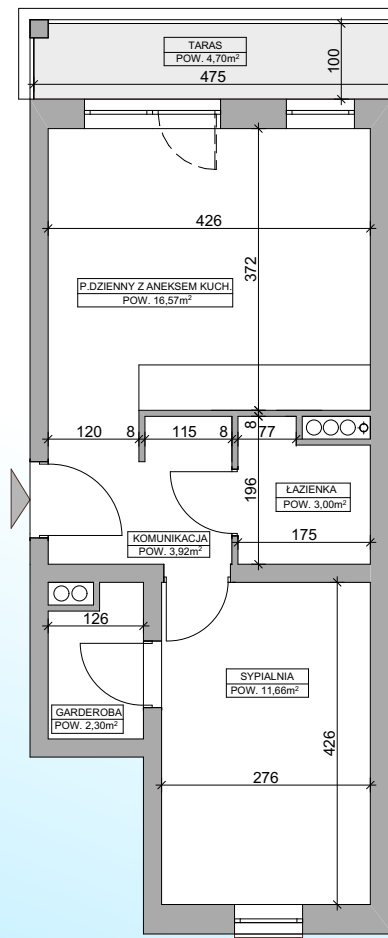 TARAS
POW. 4,70m²
475
100
426
372
P.DZIENNY Z ANEKSEM KUCH.
POW. 16,57m²
120 8 115 8 77
8
196
ŁAZIENKA
POW. 3,00m²
KOMUNIKACJA
POW. 3,92m²
175
126
SYPIALNIA
POW. 11,66m²
GARDEROBA
POW. 2,30m²
426
276